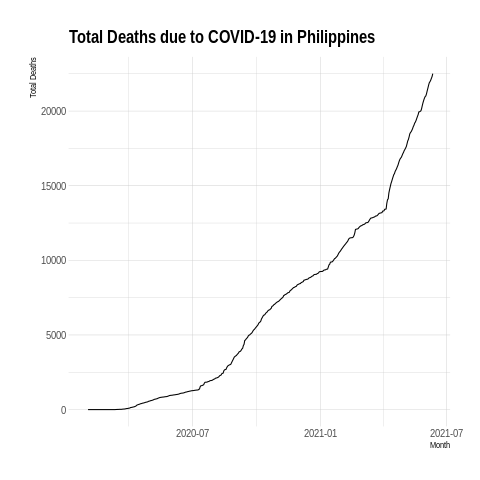 Total Deaths due to COVID-19 in Philippines
Total Deaths
20000
15000
10000
5000
0
2020-07
2021-01
2021-07
Month